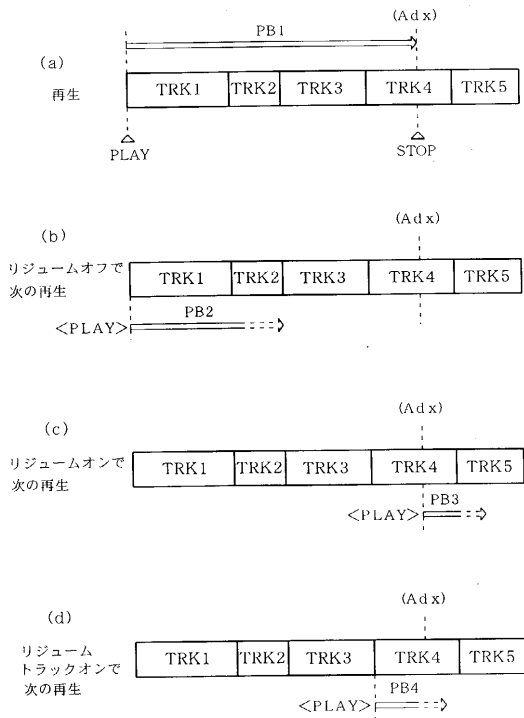 (Adx)
PB1
(a)
再生
TRK1 TRK2 TRK3 TRK4 TRK5
PLAY STOP
(Adx)
(b)
リジュームオフで
次の再生
TRK1 TRK2 TRK3 TRK4 TRK5
<PLAY> PB2
(Adx)
(c)
リジュームオンで
次の再生
TRK1 TRK2 TRK3 TRK4 TRK5
<PLAY> PB3
(Adx)
(d)
リジューム
トラックオンで
次の再生
TRK1 TRK2 TRK3 TRK4 TRK5
<PLAY> PB4